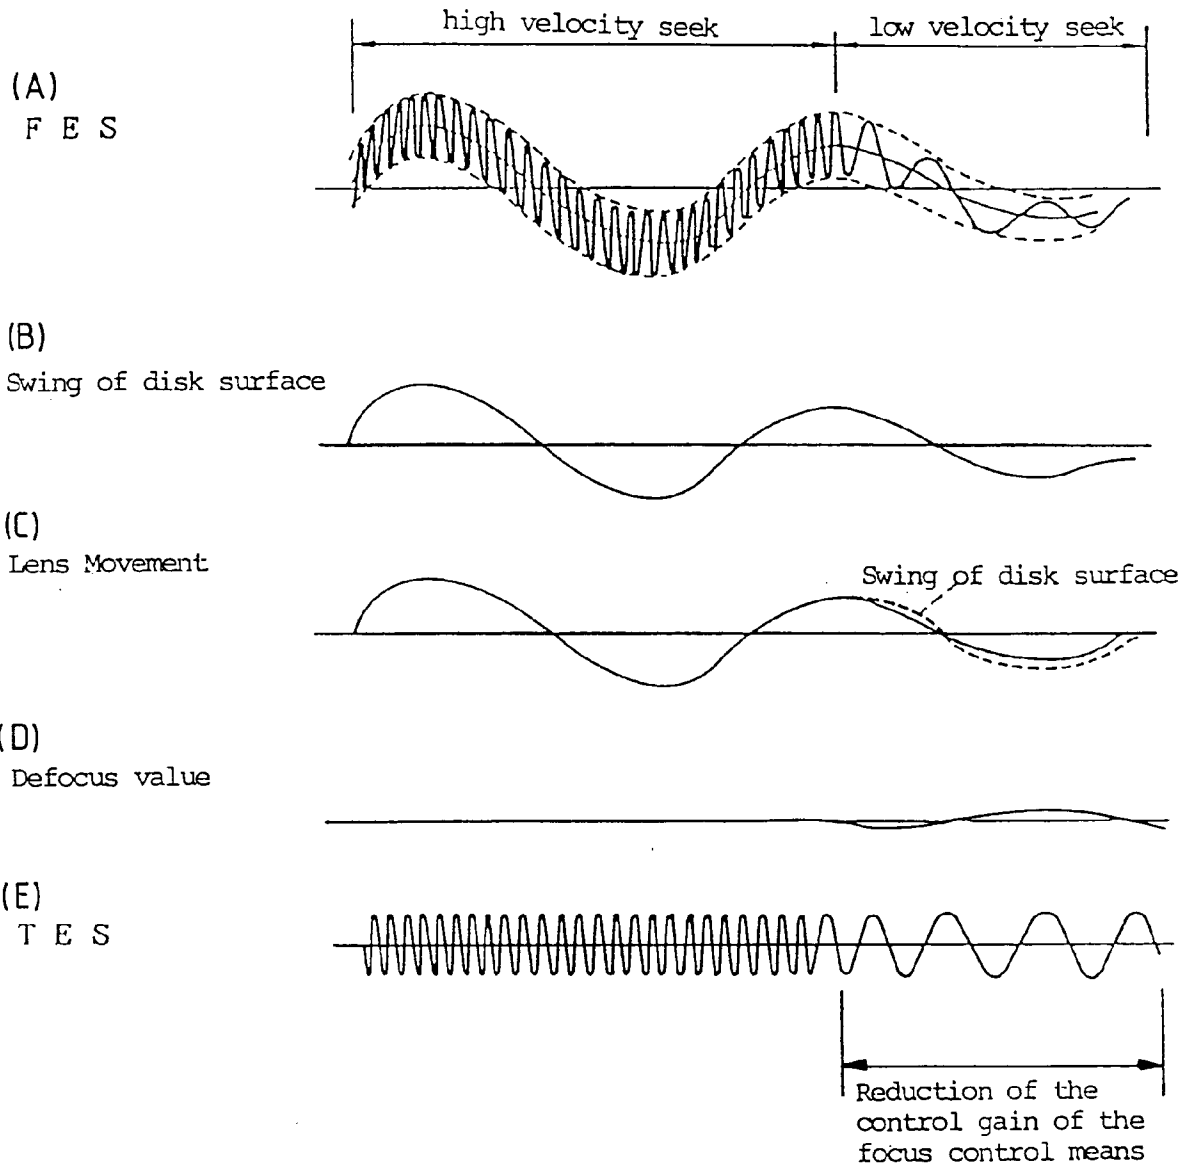 high velocity seek
low velocity seek
(A)
F E S
(B)
Swing of disk surface
(C)
Lens Movement
Swing of disk surface
(D)
Defocus value
(E)
T E S
Reduction of the
control gain of the
focus control means